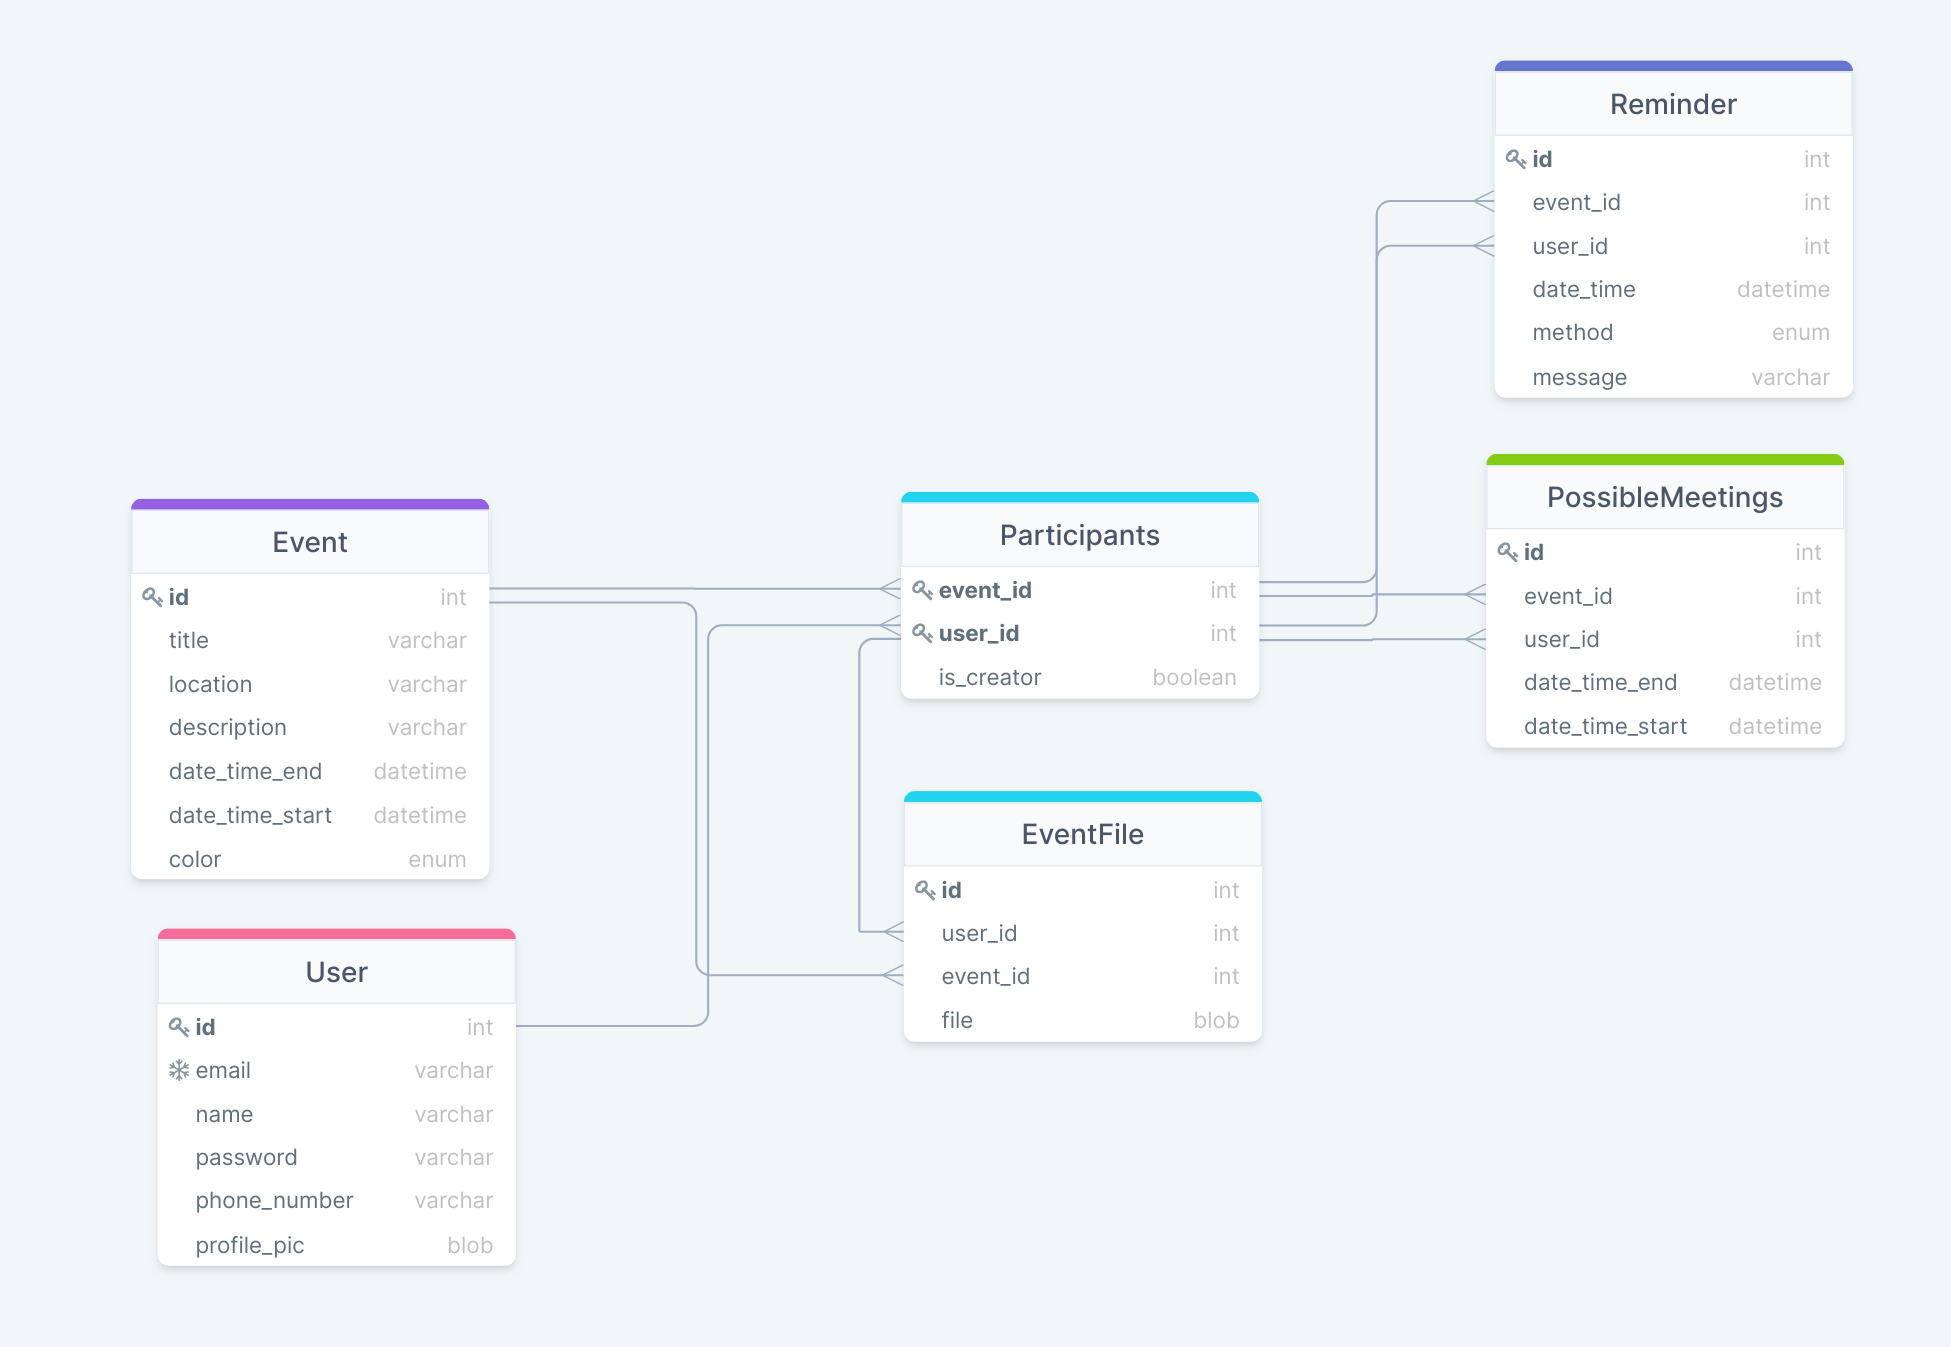 Reminder
id int
event_id int
user_id int
date_time datetime
method enum
message varchar
PossibleMeetings
id int
event_id int
user_id int
date_time_end datetime
date_time_start datetime
Event
id int
title varchar
location varchar
description varchar
date_time_end datetime
date_time_start datetime
color enum
Participants
event_id int
user_id int
is_creator boolean
EventFile
id int
user_id int
event_id int
file blob
User
id int
email varchar
name varchar
password varchar
phone_number varchar
profile_pic blob